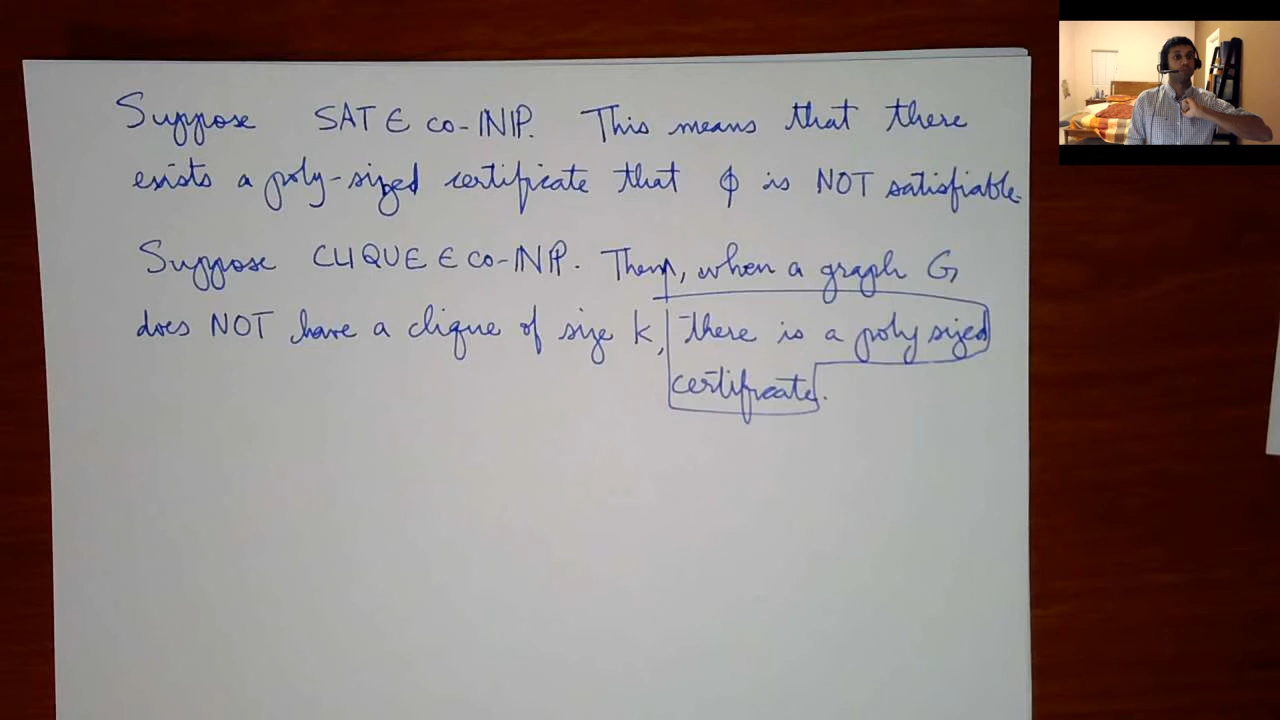 Suppose SAT ∈ co-NP. This means that there
exists a poly-sized certificate that ϕ is NOT satisfiable.
Suppose CLIQUE ∈ co-NP. Then, when a graph G
does NOT have a clique of size k, there is a poly sized
certificate.